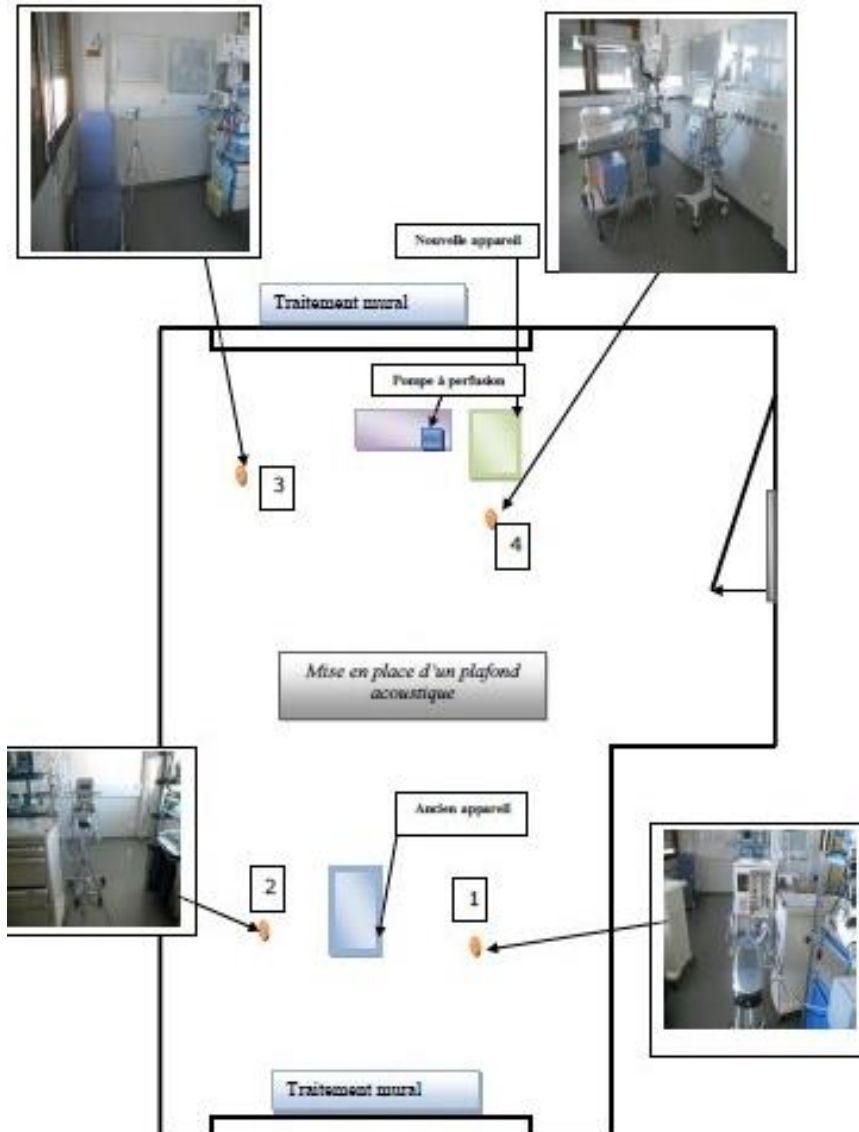 Nouvelle appareil
Traitement mural
Pompe à perfusion
3
4
Mise en place d'un plafond
acoustique
Ancien appareil
2
1
Traitement mural